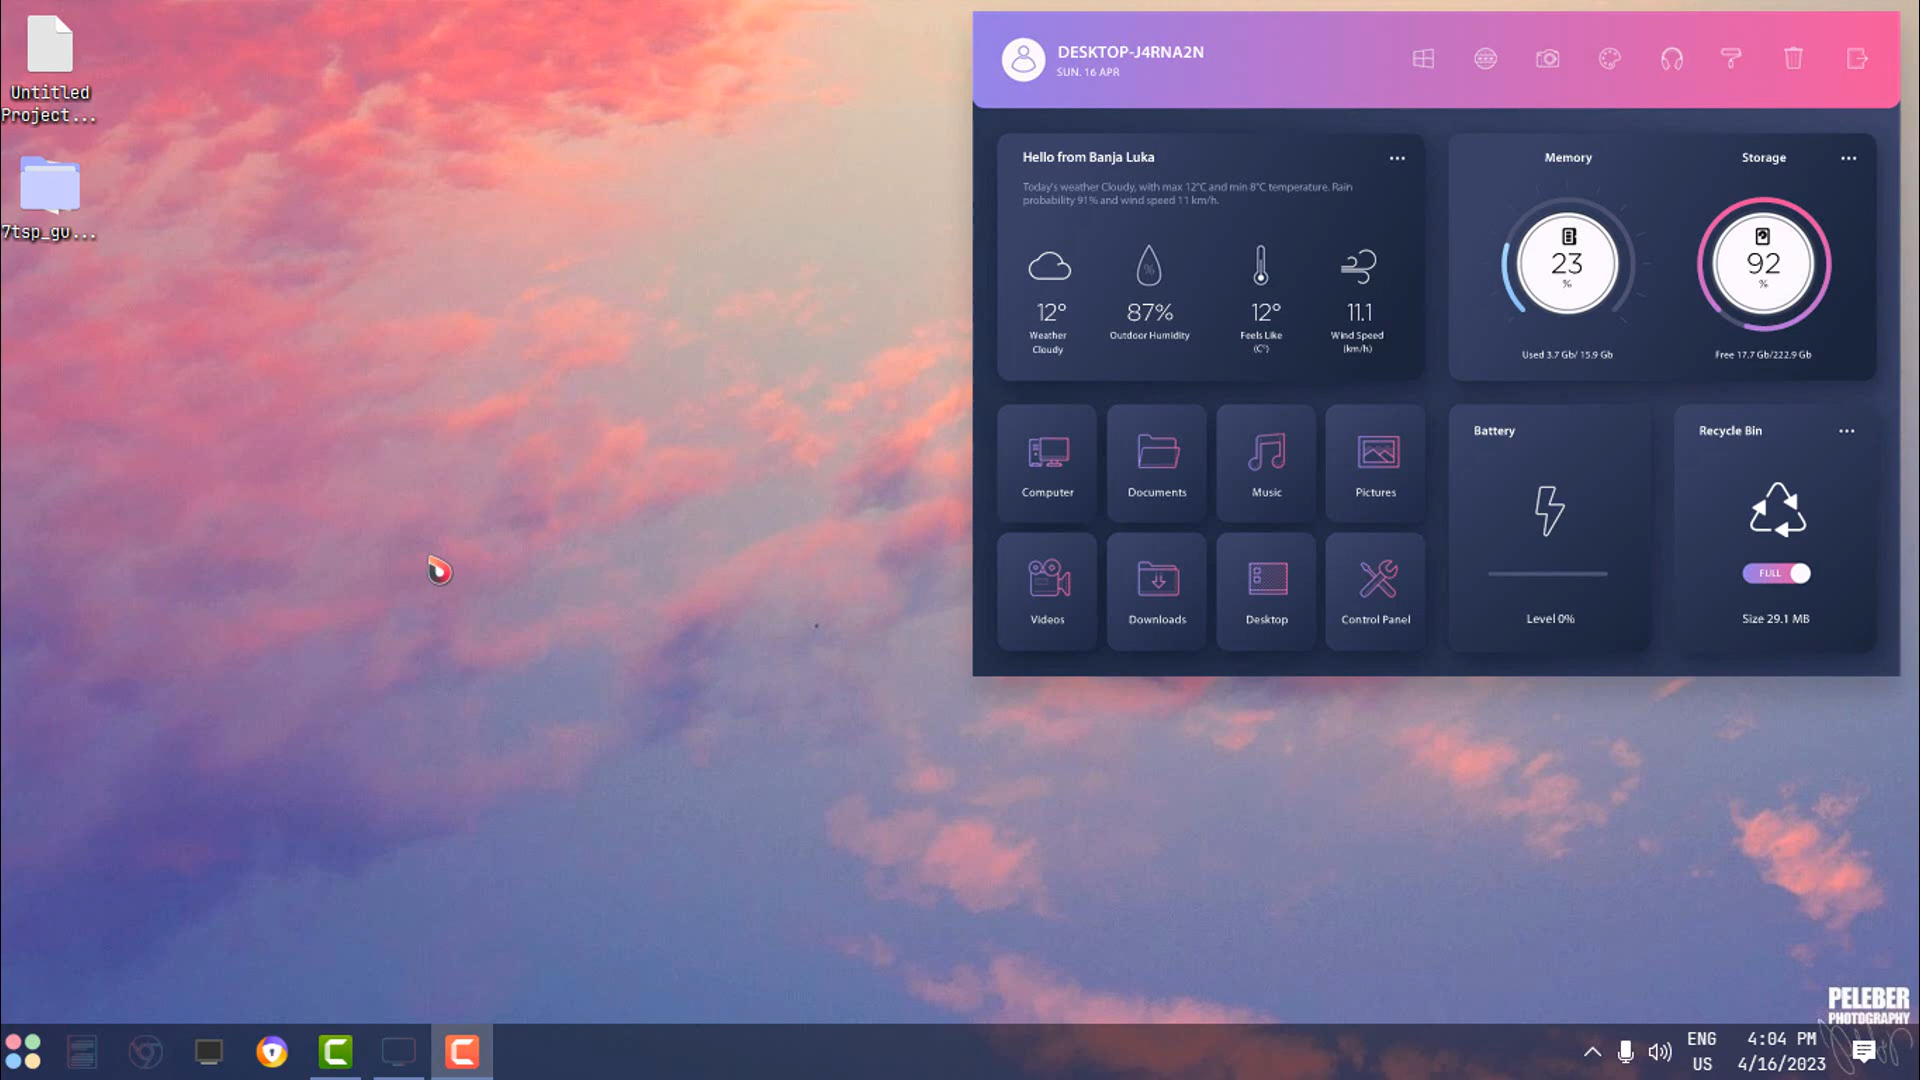 Untitled
Project...
7tsp_gu...
DESKTOP-J4RNA2N
SUN. 16 APR
Hello from Banja Luka
Today's weather Cloudy, with max 12°C and min 8°C temperature. Rain
probability 91% and wind speed 11 km/h.
%
12°
Weather
Cloudy
87%
Outdoor Humidity
12°
Feels Like
(C°)
11.1
Wind Speed
(km/h)
Memory
Storage
23
%
92
%
Used 3.7 Gb/ 15.9 Gb
Free 17.7 Gb/222.9 Gb
Computer
Documents
Music
Pictures
Videos
Downloads
Desktop
Control Panel
Battery
Level 0%
Recycle Bin
FULL
Size 29.1 MB
PELEBER
PHOTOGRAPHY
ENG
US
4:04 PM
4/16/2023